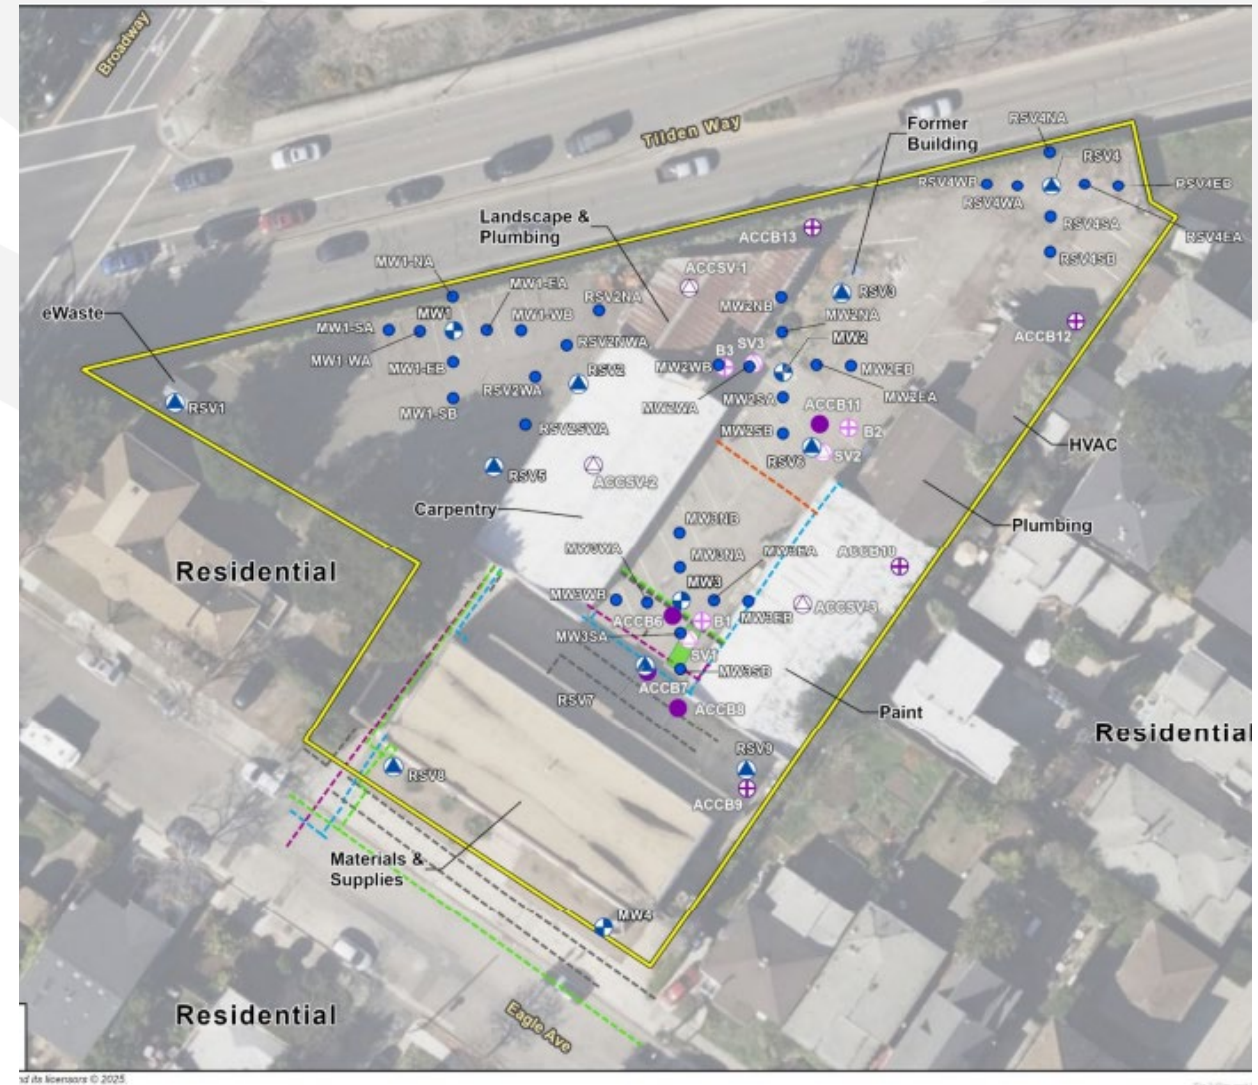 Broadway
Tilden Way
Former
Building
RSV4NA
RSV4
RSV4WB
RSV4EB
RSV4WA
RSV4SA
RSV4EA
RSV4SB
Landscape &
Plumbing
ACCB13
ACCSV-1
MW1-NA
MW1-EA
RSV2NA
MW2NB
RSV3
eWaste
MW1-SA
MW1
MW1-WB
MW2NA
ACCB12
MW1-WA
RSV2NWA
MW2
B3
SV3
MW1-EB
RSV2
MW2WB
MW2EB
RSV2WA
MW2WA
MW2SA
MW2EA
RSV1
MW1-SB
ACCB11
RSV2SWA
MW2SB
B2
HVAC
RSV6
SV2
RSV5
ACCSV-2
Carpentry
MW3NB
Plumbing
MW3WA
MW3NA
MW3EA
ACCB10
Residential
MW3
MW3WB
ACCSV-3
ACCB6
B1
MW3EB
MW3SA
SV1
MW3SB
ACCB7
RSV7
ACCB8
Paint
Residential
RSV9
RSV8
ACCB9
Materials &
Supplies
MW4
Residential
Eagle Ave
nd its licensors © 2025.